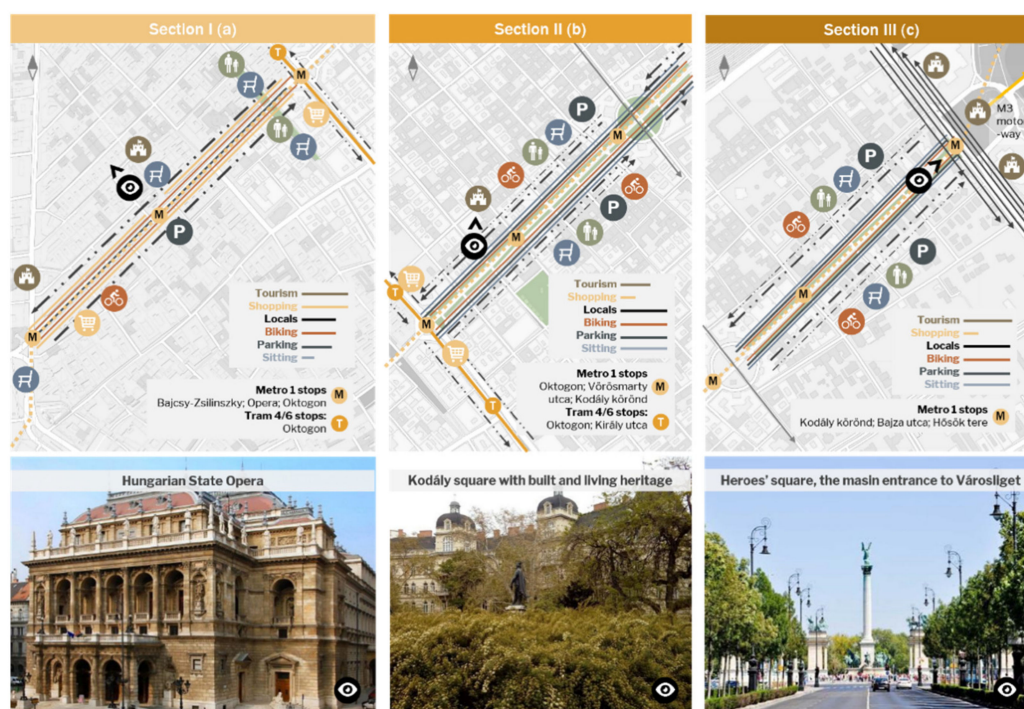 Section I (a)
T
M
M
P
M
Tourism
Shopping
Locals
Biking
Parking
Sitting
Metro 1 stops
Bajcsy-Zsilinszky; Opera; Oktogon
M
Tram 4/6 stops:
Oktogon
T
Hungarian State Opera
Section II (b)
P
M
P
M
T
M
T
Tourism
Shopping
Locals
Biking
Parking
Sitting
Metro 1 stops
Oktogon; Vörösmarty
utca; Kodály körönd
M
Tram 4/6 stops:
Oktogon; Király utca
T
Kodály square with built and living heritage
Section III (c)
M3
moto
-way
M
P
P
M
M
Tourism
Shopping
Locals
Biking
Parking
Sitting
Metro 1 stops
Kodály körönd; Bajza utca; Hősök tere
M
Heroes' square, the masin entrance to Városliget